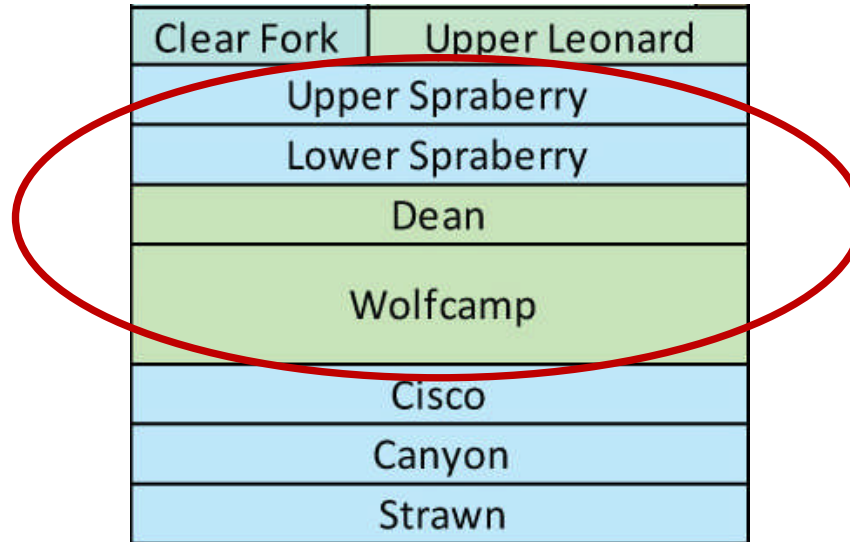 Clear Fork Upper Leonard
Upper Spraberry
Lower Spraberry
Dean
Wolfcamp
Cisco
Canyon
Strawn